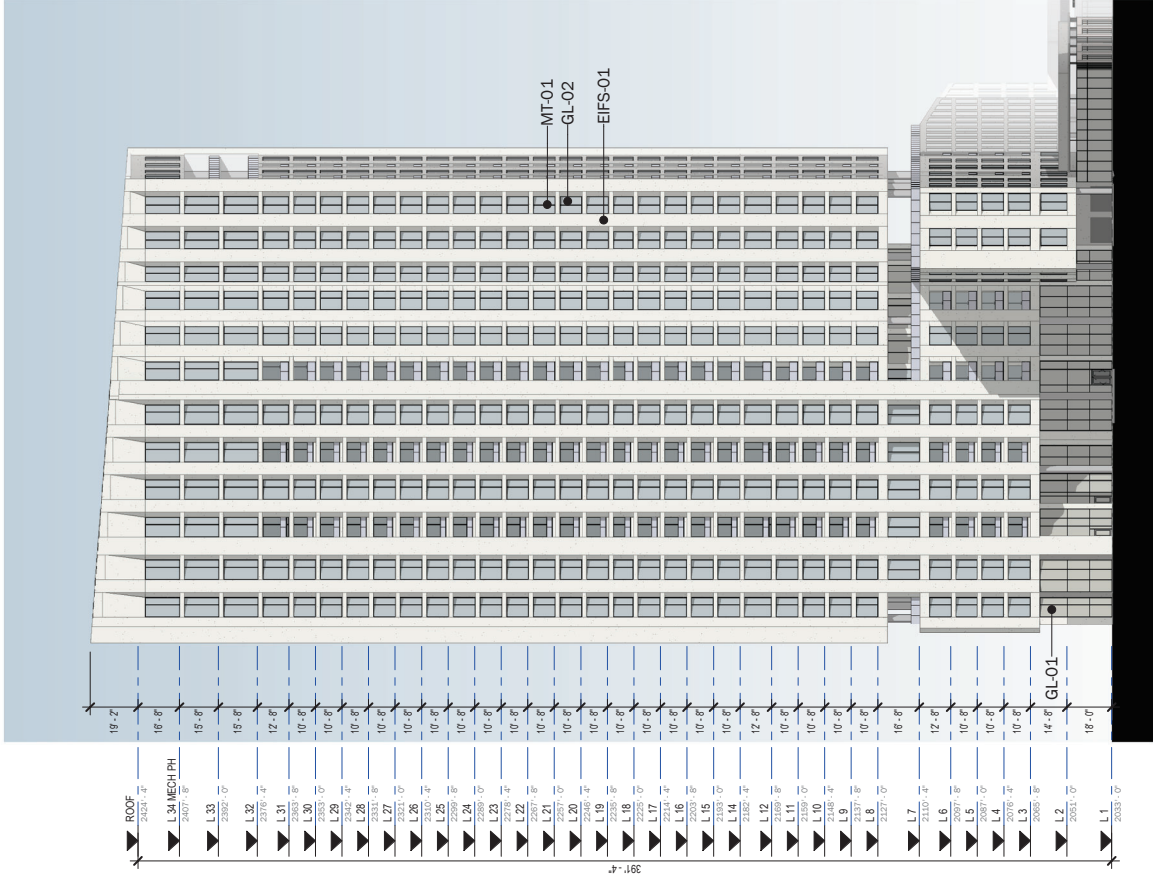 19' - 2"
ROOF
2424' - 4"
16' - 8"
L 34 MECH PH
2407' - 8"
15' - 8"
L 33
2392' - 0"
15' - 8"
L 32
2376' - 4"
12' - 8"
L 31
2363' - 8"
10' - 8"
L 30
2353' - 0"
10' - 8"
L 29
2342' - 4"
10' - 8"
L 28
2331' - 8"
10' - 8"
L 27
2321' - 0"
10' - 8"
L 26
2310' - 4"
10' - 8"
L 25
2299' - 8"
10' - 8"
L 24
2289' - 0"
10' - 8"
L 23
2278' - 4"
10' - 8"
L 22
2267' - 8"
10' - 8"
L 21
2257' - 0"
10' - 8"
L 20
2246' - 4"
10' - 8"
L 19
2235' - 8"
10' - 8"
L 18
2225' - 0"
10' - 8"
L 17
2214' - 4"
10' - 8"
L 16
2203' - 8"
10' - 8"
L 15
2193' - 0"
10' - 8"
L 14
2182' - 4"
12' - 8"
L 12
2169' - 8"
10' - 8"
L 11
2159' - 0"
10' - 8"
L 10
2148' - 4"
10' - 8"
L 9
2137' - 8"
10' - 8"
L 8
2127' - 0"
16' - 8"
L 7
2110' - 4"
12' - 8"
L 6
2097' - 8"
10' - 8"
L 5
2087' - 0"
10' - 8"
L 4
2076' - 4"
10' - 8"
L 3
2065' - 8"
14' - 8"
L 2
2051' - 0"
18' - 0"
L 1
2033' - 0"
391' - 4"
MT-01
GL-02
EIFS-01
GL-01